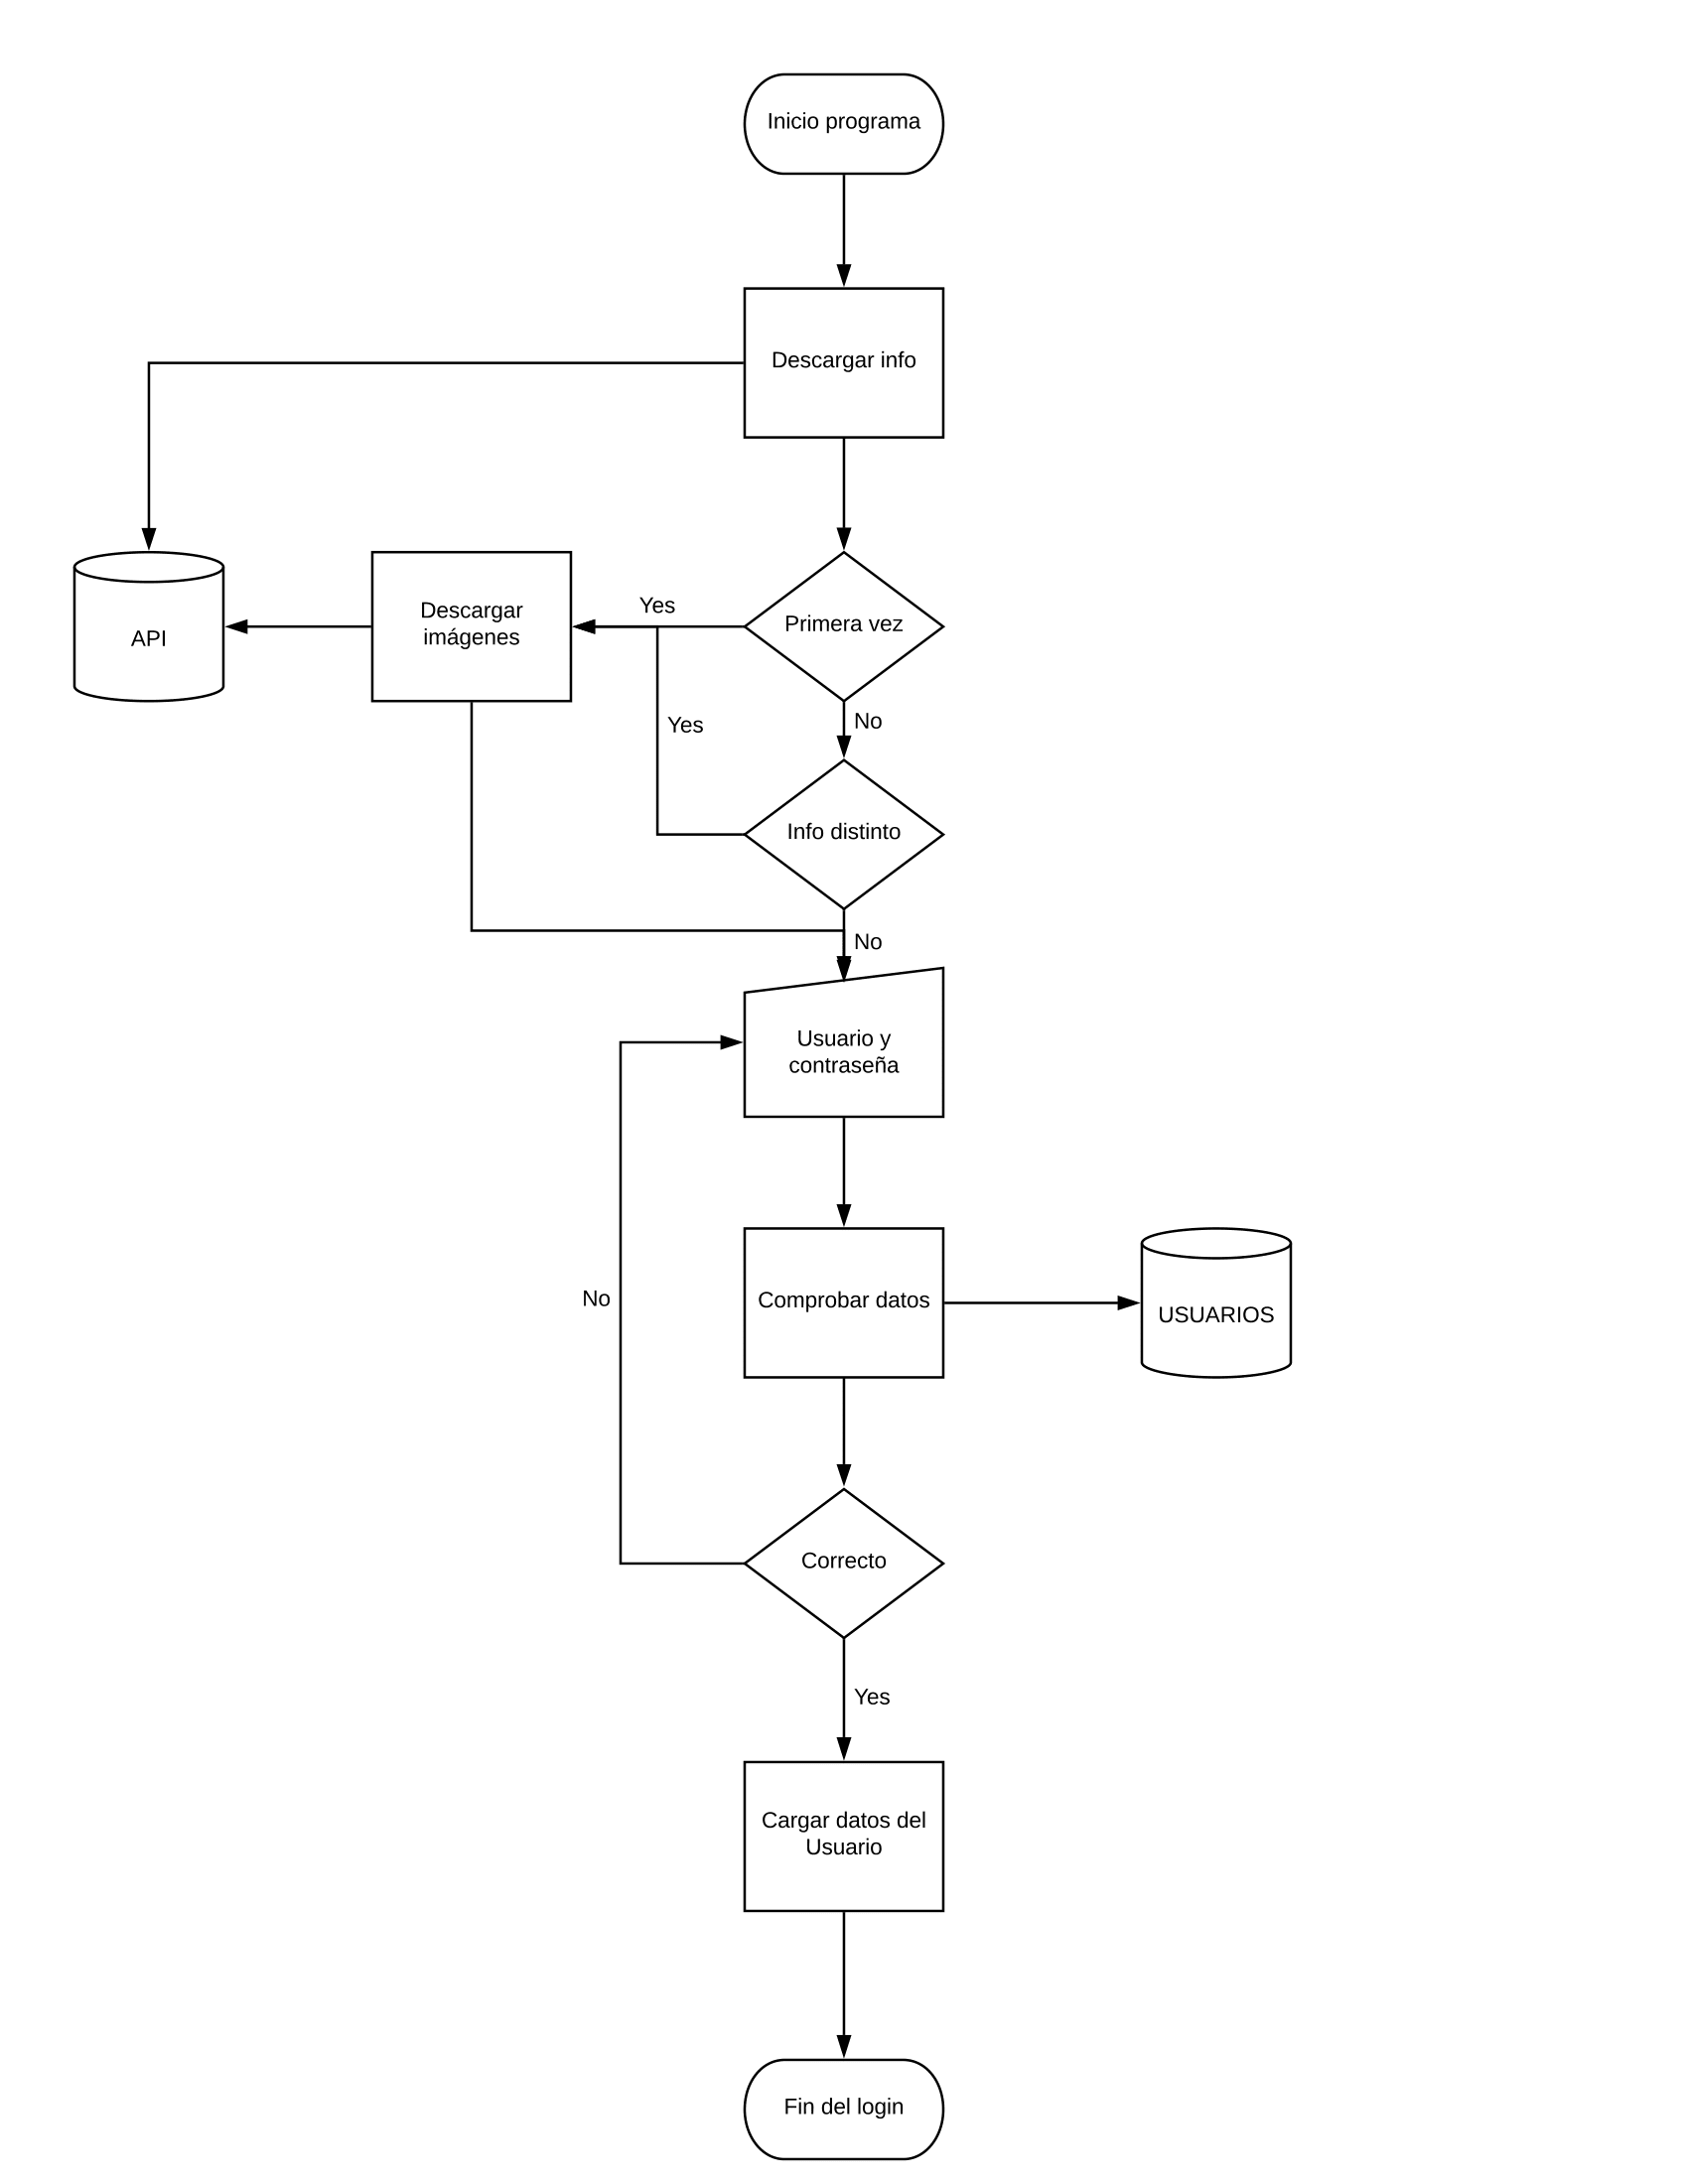 Inicio programa
Descargar info
API
Descargar
imágenes
Yes
Primera vez
Yes
No
Info distinto
No
Usuario y
contraseña
No
Comprobar datos
USUARIOS
Correcto
Yes
Cargar datos del
Usuario
Fin del login